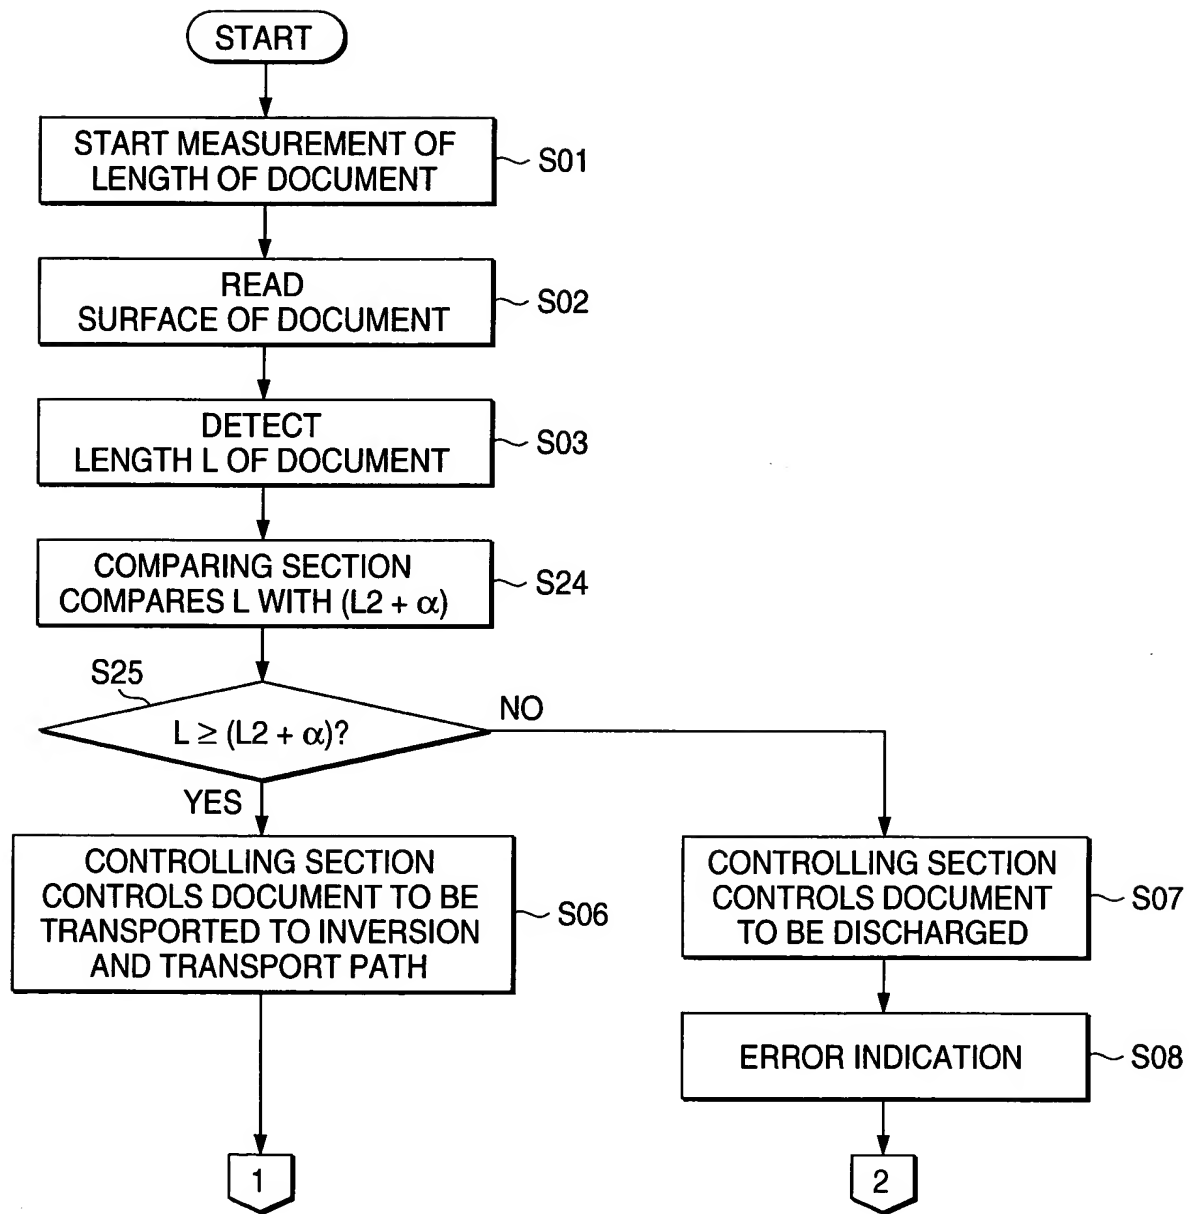 START
START MEASUREMENT OF
LENGTH OF DOCUMENT
S01
READ
SURFACE OF DOCUMENT
S02
DETECT
LENGTH L OF DOCUMENT
S03
COMPARING SECTION
COMPARES L WITH (L2 + α)
S24
S25
L ≥ (L2 + α)?
NO
YES
CONTROLLING SECTION
CONTROLS DOCUMENT TO BE
TRANSPORTED TO INVERSION
AND TRANSPORT PATH
S06
CONTROLLING SECTION
CONTROLS DOCUMENT
TO BE DISCHARGED
S07
ERROR INDICATION
S08
1
2